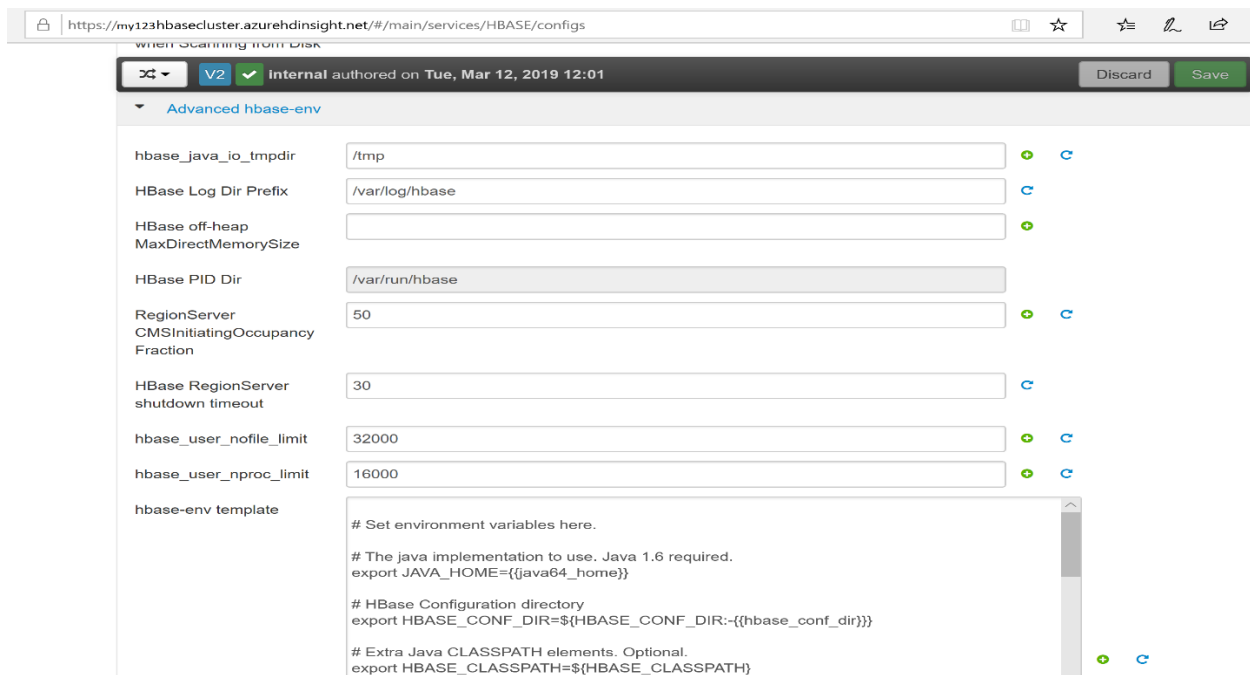 https://my123hbasecluster.azurehdinsight.net/#/main/services/HBASE/configs
when Scanning from Disk
V2 internal authored on Tue, Mar 12, 2019 12:01 Discard Save
Advanced hbase-env
hbase_java_io_tmpdir /tmp
HBase Log Dir Prefix /var/log/hbase
HBase off-heap
MaxDirectMemorySize
HBase PID Dir /var/run/hbase
RegionServer 50
CMSInitiatingOccupancy
Fraction
HBase RegionServer 30
shutdown timeout
hbase_user_nofile_limit 32000
hbase_user_nproc_limit 16000
hbase-env template
# Set environment variables here.
# The java implementation to use. Java 1.6 required.
export JAVA_HOME={{java64_home}}
# HBase Configuration directory
export HBASE_CONF_DIR=${HBASE_CONF_DIR:-{{hbase_conf_dir}}}
# Extra Java CLASSPATH elements. Optional.
export HBASE_CLASSPATH=${HBASE_CLASSPATH}